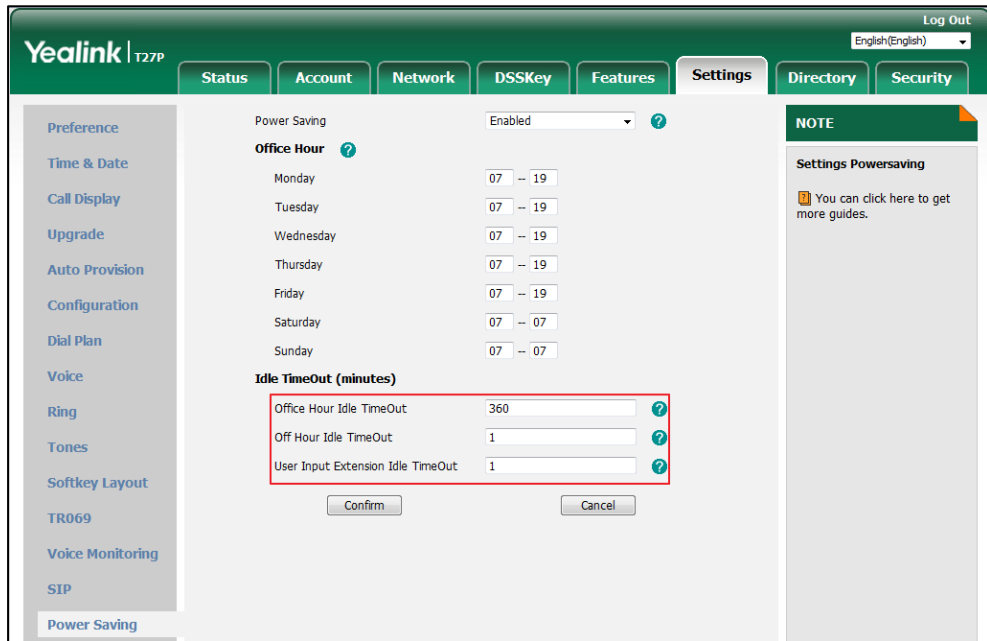 Log Out
English(English)
Yealink | T27P
Status Account Network DSSKey Features Settings Directory Security
Preference
Time & Date
Call Display
Upgrade
Auto Provision
Configuration
Dial Plan
Voice
Ring
Tones
Softkey Layout
TR069
Voice Monitoring
SIP
Power Saving
Power Saving Enabled ?
Office Hour ?
Monday 07 -- 19
Tuesday 07 -- 19
Wednesday 07 -- 19
Thursday 07 -- 19
Friday 07 -- 19
Saturday 07 -- 07
Sunday 07 -- 07
Idle TimeOut (minutes)
Office Hour Idle TimeOut 360 ?
Off Hour Idle TimeOut 1 ?
User Input Extension Idle TimeOut 1 ?
Confirm Cancel
NOTE
Settings Powersaving
? You can click here to get
more guides.